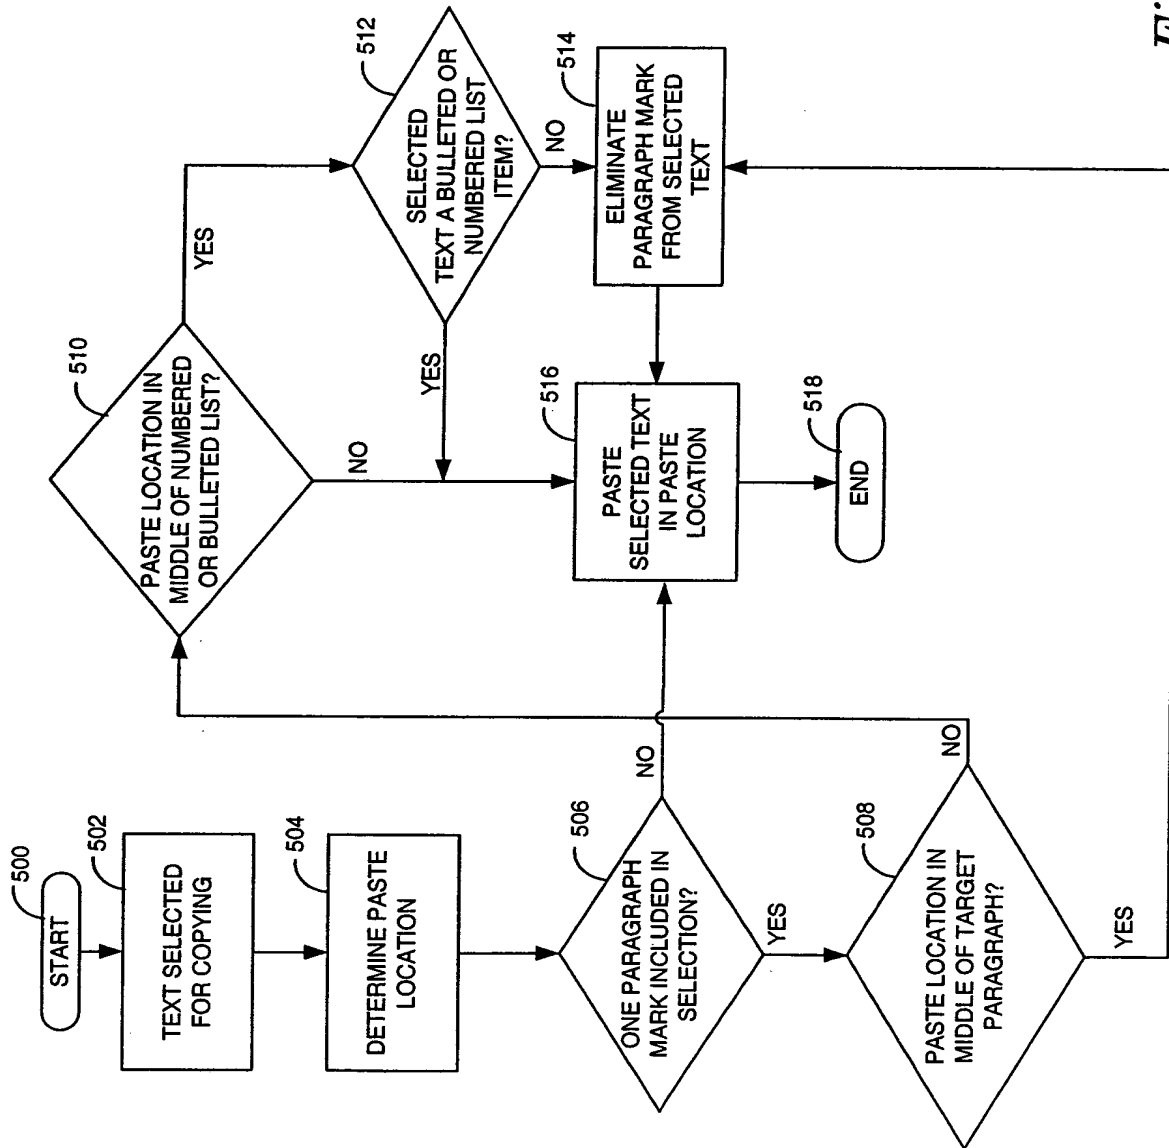 500
START
502
TEXT SELECTED
FOR COPYING
504
DETERMINE PASTE
LOCATION
506
ONE PARAGRAPH
MARK INCLUDED IN
SELECTION?
NO
YES
508
PASTE LOCATION IN
MIDDLE OF TARGET
PARAGRAPH?
NO
YES
510
PASTE LOCATION IN
MIDDLE OF NUMBERED
OR BULLETED LIST?
YES
NO
512
SELECTED
TEXT A BULLETED OR
NUMBERED LIST
ITEM?
YES
NO
514
ELIMINATE
PARAGRAPH MARK
FROM SELECTED
TEXT
516
PASTE
SELECTED TEXT
IN PASTE
LOCATION
518
END